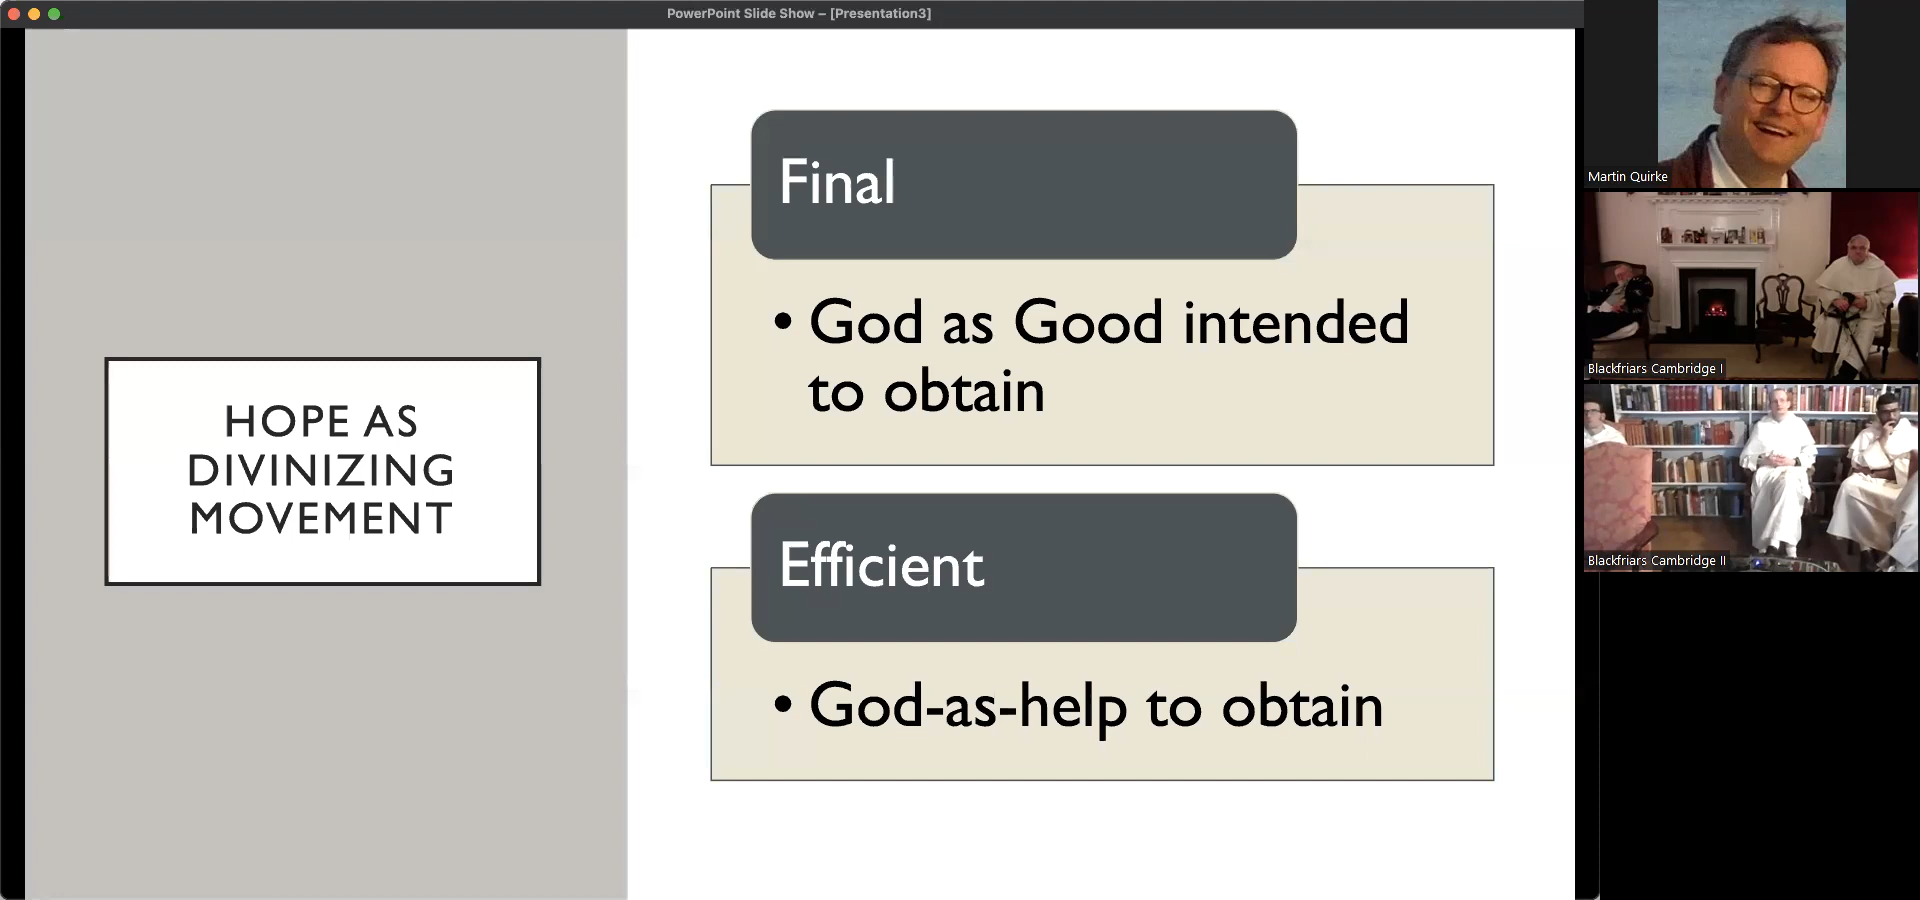 PowerPoint Slide Show – [Presentation3]
HOPE AS
DIVINIZING
MOVEMENT
Final
• God as Good intended
to obtain
Efficient
• God-as-help to obtain
Martin Quirke
Blackfriars Cambridge I
Blackfriars Cambridge II